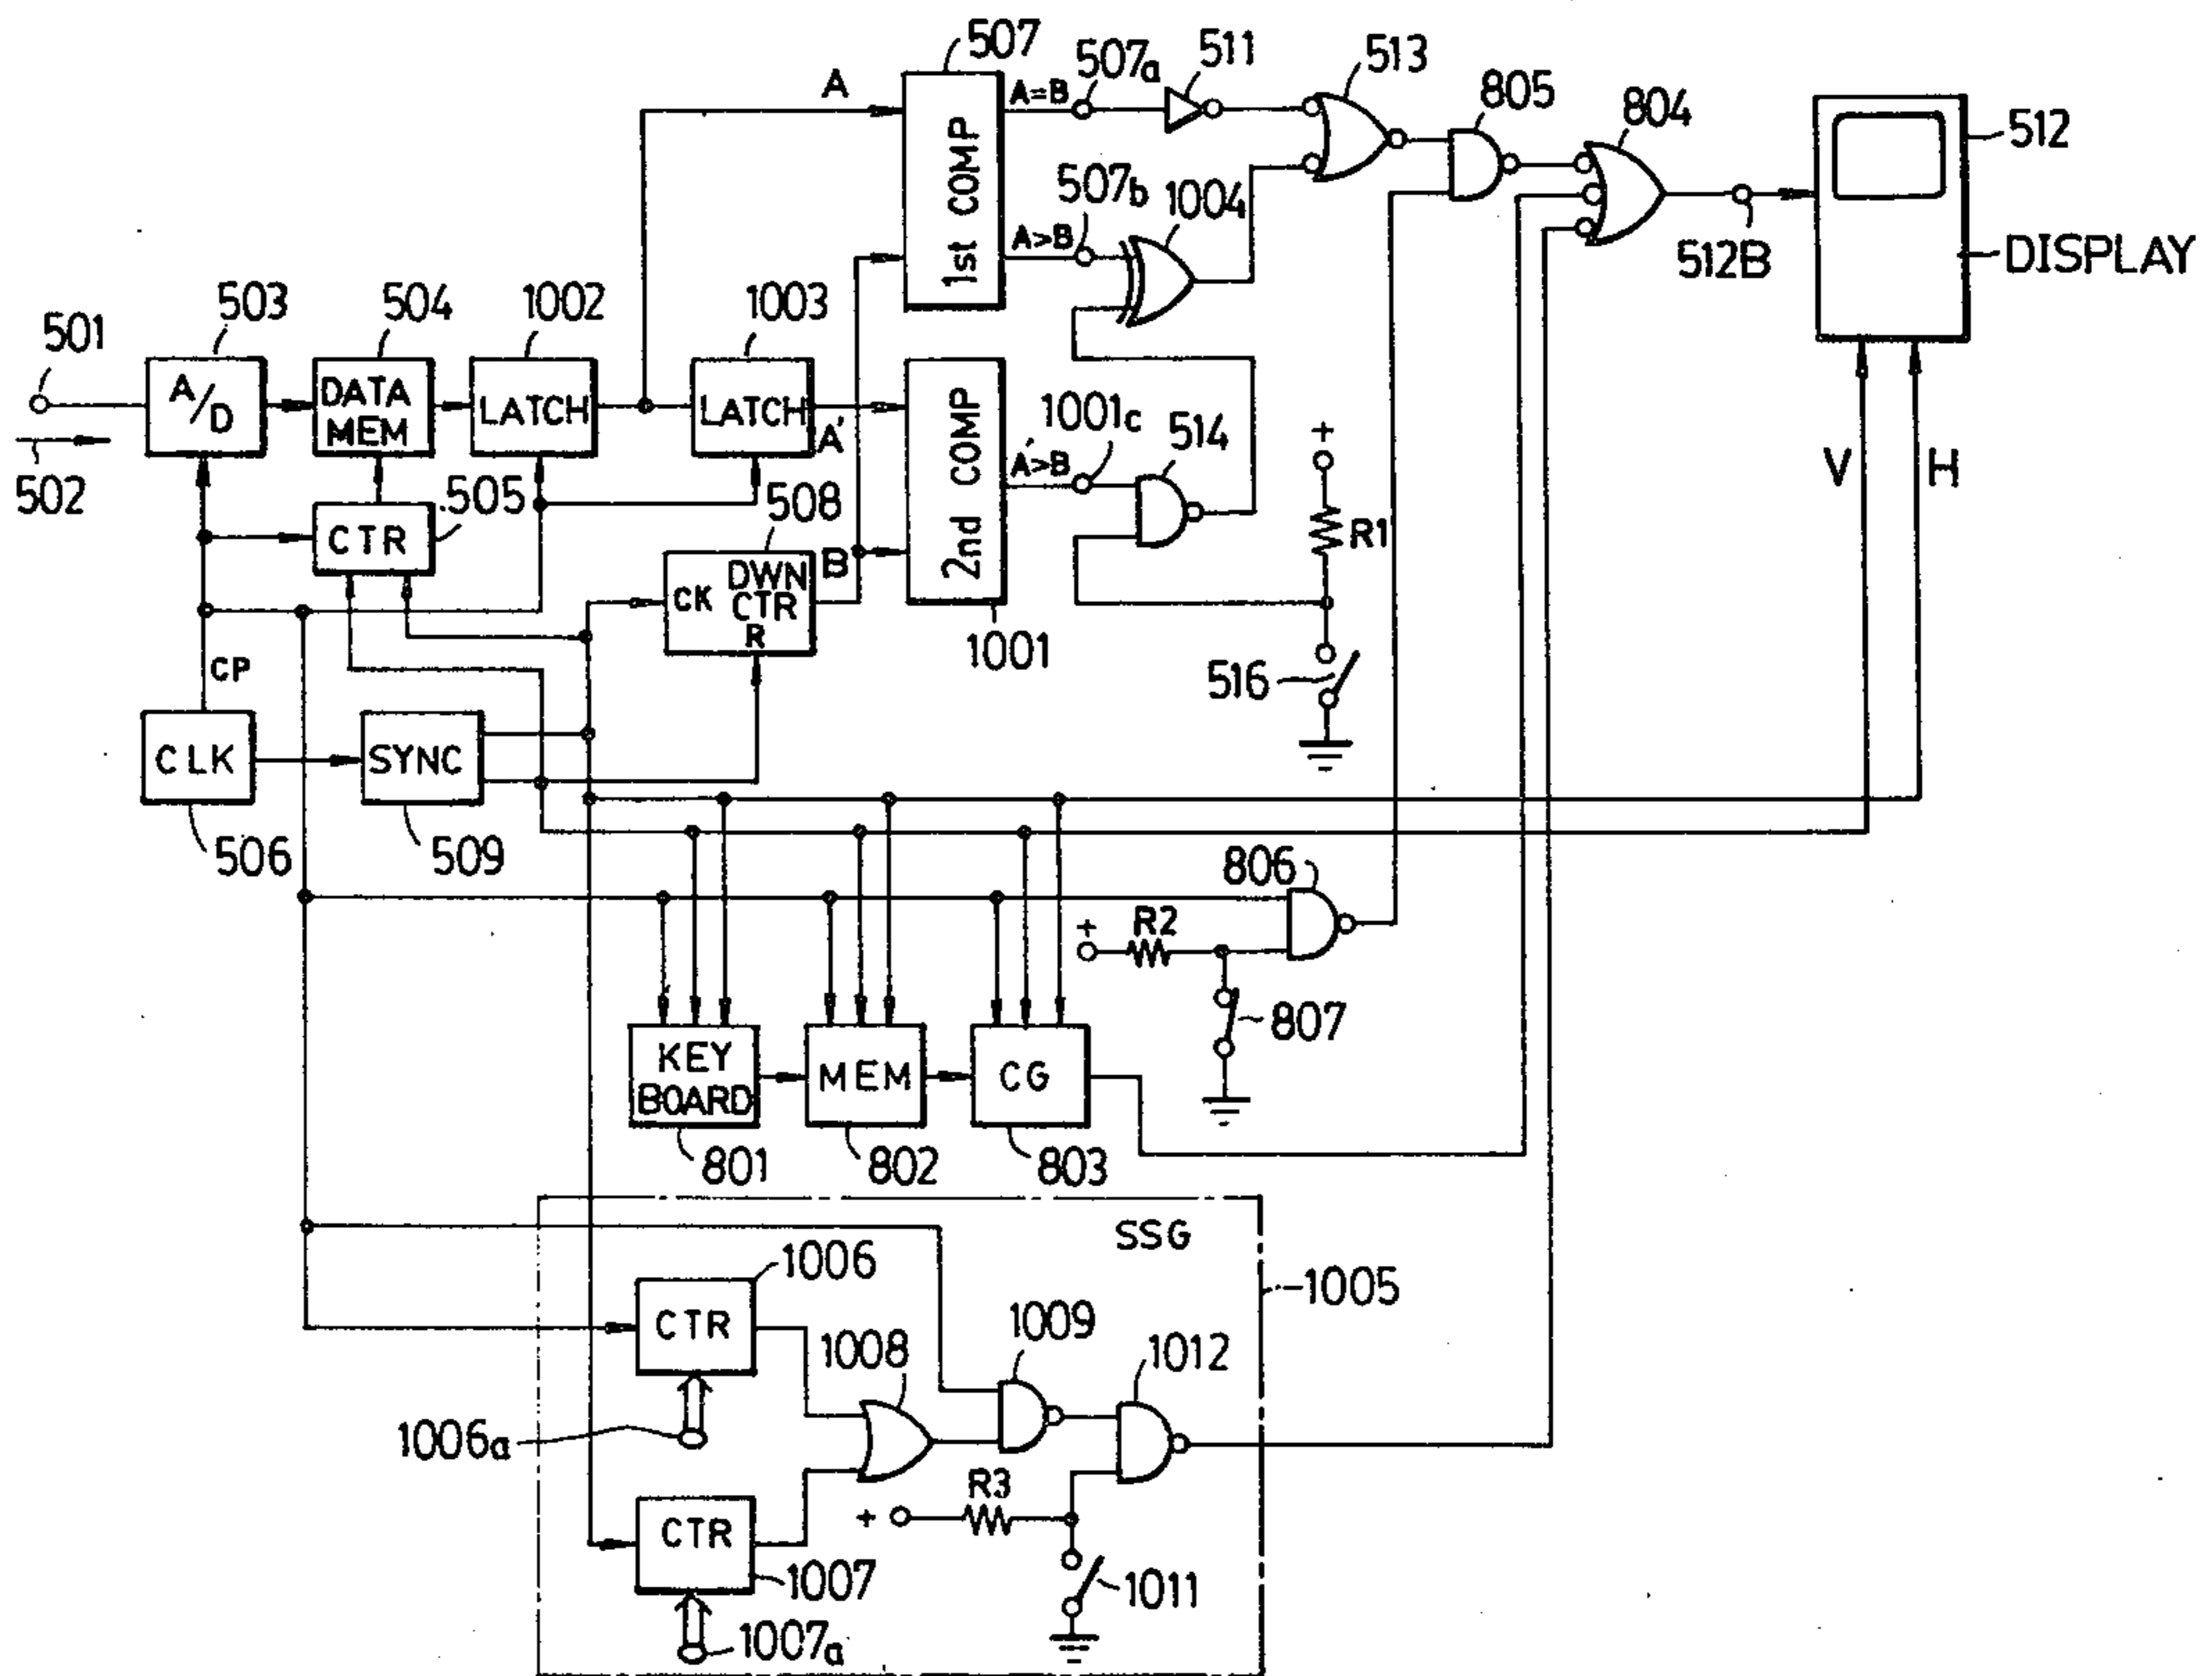 507
507a
511
513
A
A=B
805
804
512
1st COMP
507b
1004
A>B
512B
DISPLAY
501
503
504
1002
1003
A/D
DATA MEM
LATCH
LATCH
A'
2nd COMP
1001c
514
A'>B
+
V
H
502
505
508
CTR
R1
B
DWN
CK
CTR
R
1001
516
CP
CLK
SYNC
506
509
806
+
R2
807
KEY
BOARD
MEM
CG
801
802
803
SSG
1006
1005
CTR
1009
1008
1012
1006a
R3
+
CTR
1007
1011
1007a